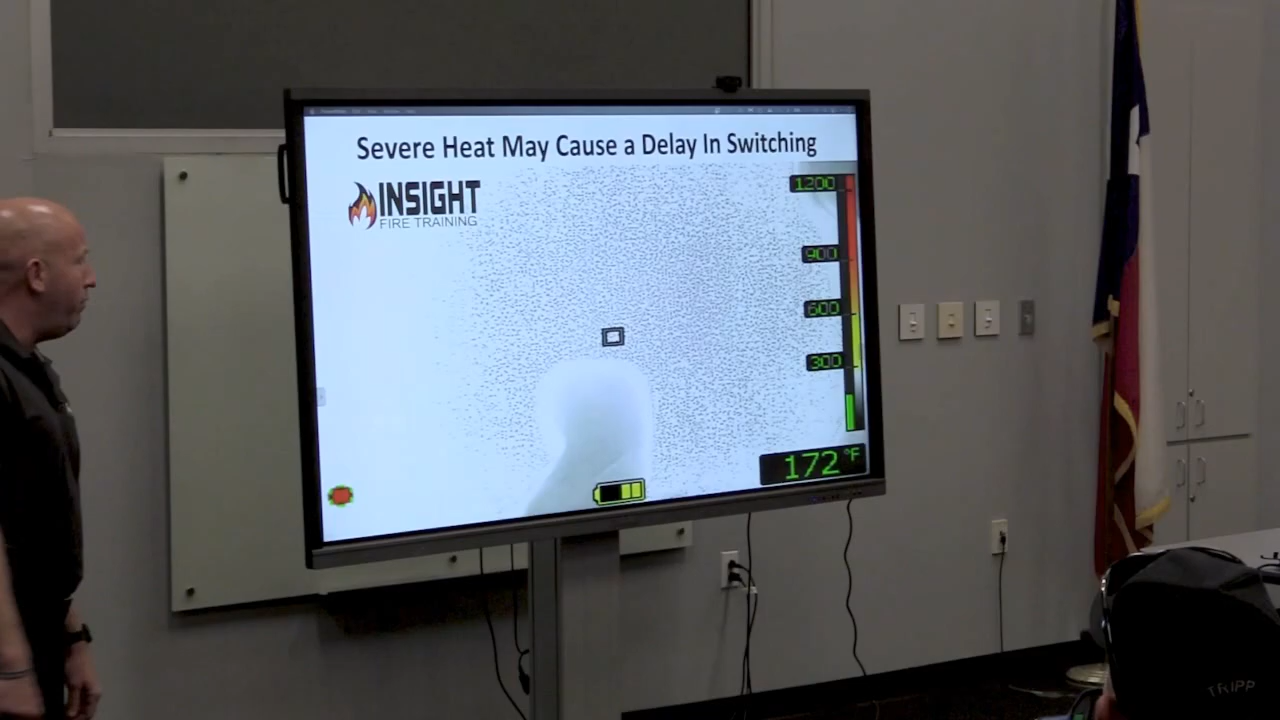 Severe Heat May Cause a Delay In Switching
INSIGHT
FIRE TRAINING
1200
900
600
300
172 °F
TRIPP